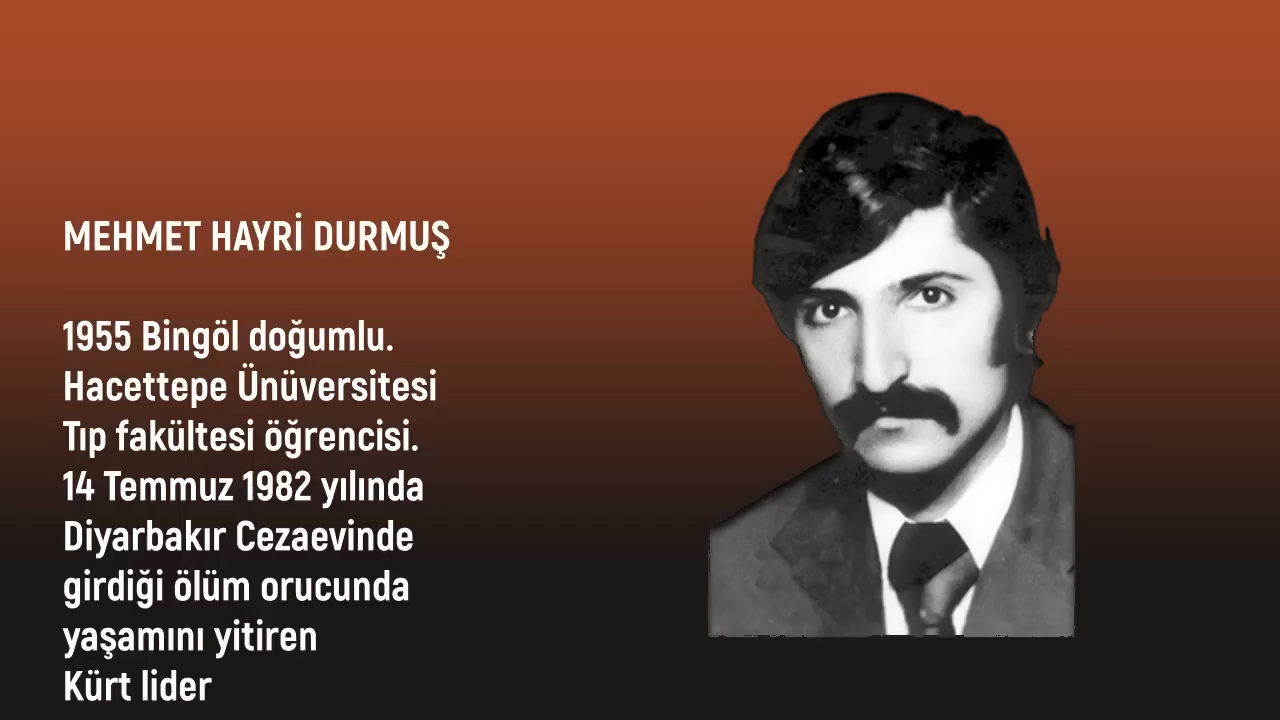 MEHMET HAYRİ DURMUŞ
1955 Bingöl doğumlu.
Hacettepe Ünüversitesi
Tıp fakültesi öğrencisi.
14 Temmuz 1982 yılında
Diyarbakır Cezaevinde
girdiği ölüm orucunda
yaşamını yitiren
Kürt lider